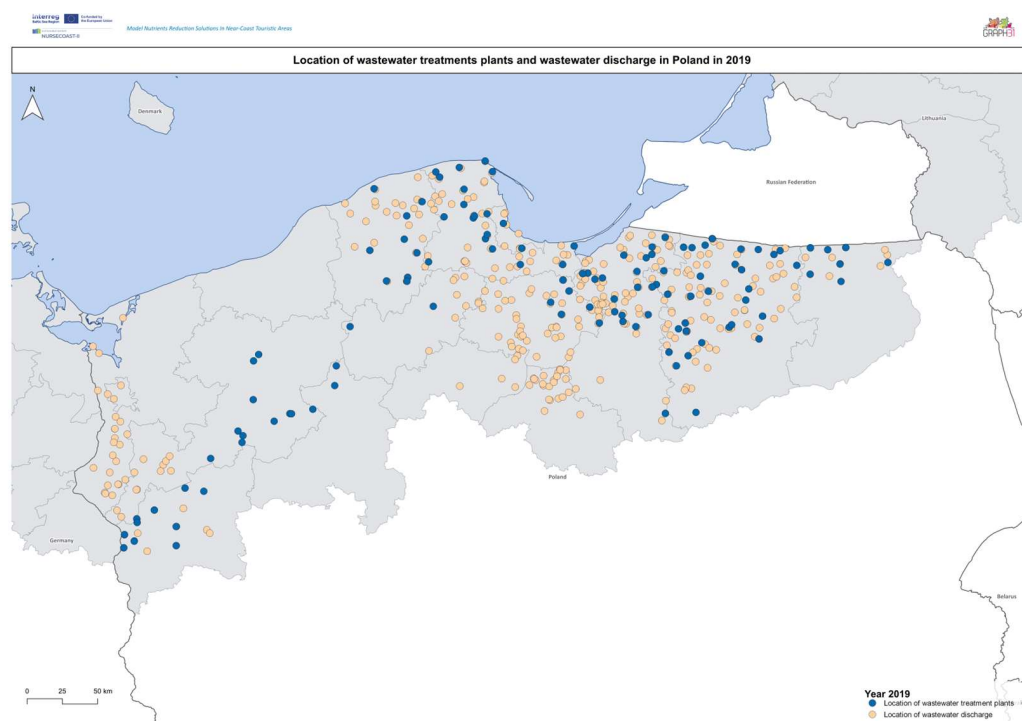 Interreg
Baltic Sea Region
Co-funded by
the European Union
NURSECOAST-II
Model Nutrients Reduction Solutions in Near-Coast Touristic Areas
GRAPH31
Location of wastewater treatments plants and wastewater discharge in Poland in 2019
N
Denmark
Lithuania
Russian Federation
Poland
Germany
Belarus
0 25 50 km
Year 2019
Location of wastewater treatment plants
Location of wastewater discharge